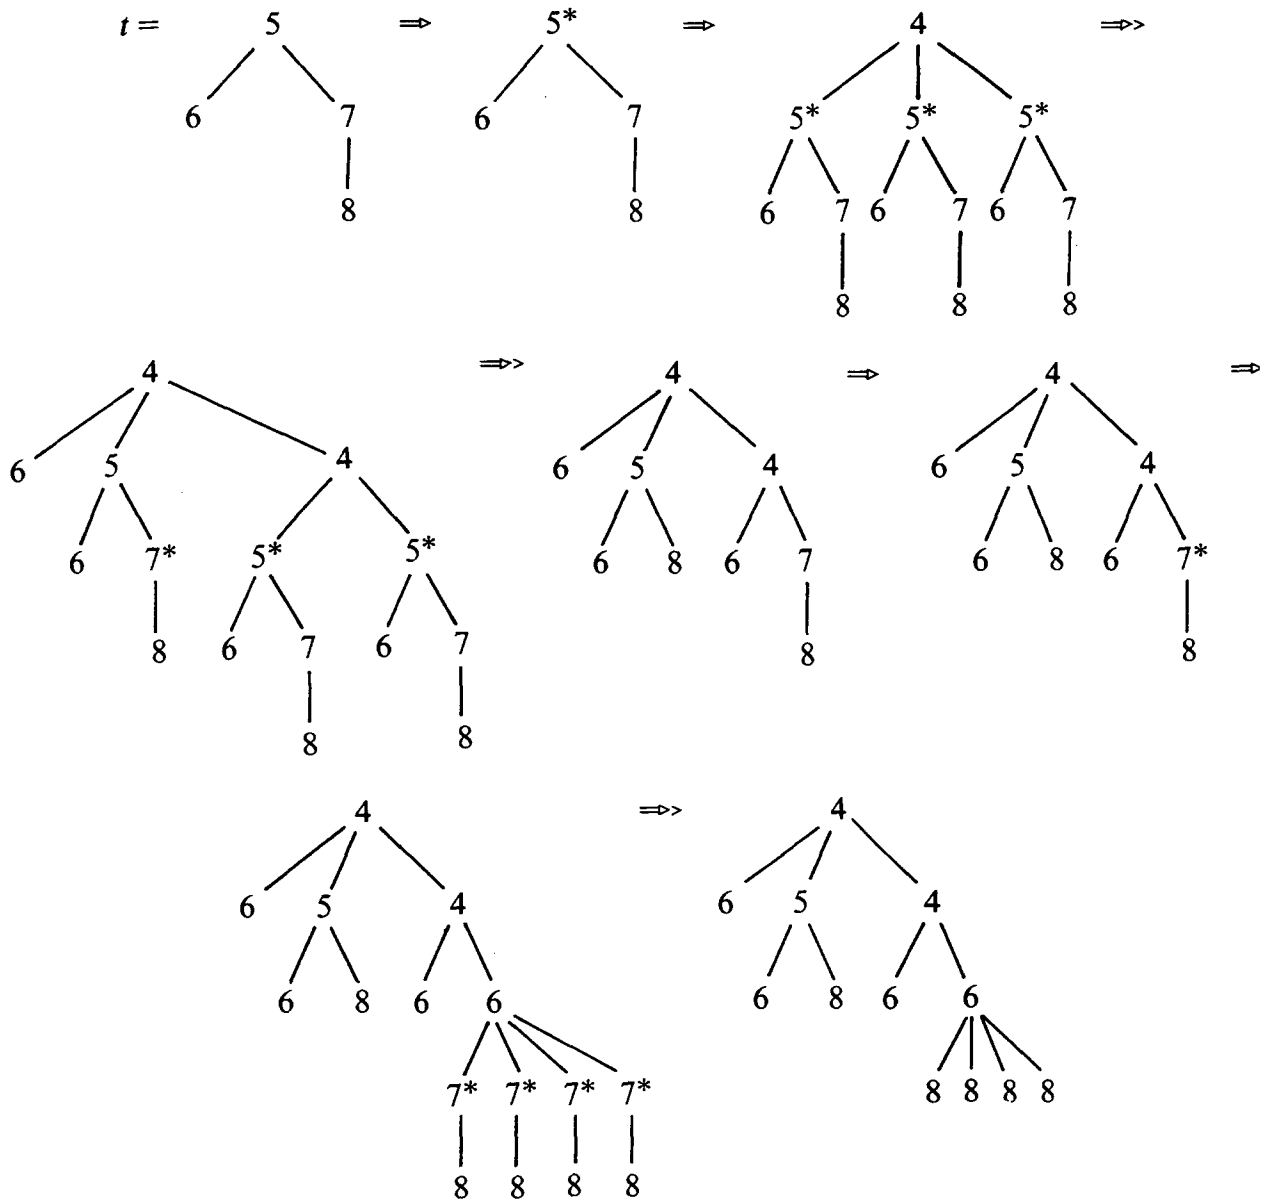 t = 5 ⇒ 5* ⇒ 4 ⇒>
6 7 6 7 5* 5* 5*
8 8 6 7 6 7 6 7
8 8 8
4 ⇒> 4 ⇒ 4 ⇒
6 5 4 6 5 4 6 5 4
6 7* 5* 5* 6 8 6 7 6 8 6 7*
8 6 7 6 7 8 8
8 8
4 ⇒> 4
6 5 4 6 5 4
6 8 6 6 6 8 6 6
7* 7* 7* 7* 8 8 8 8
8 8 8 8